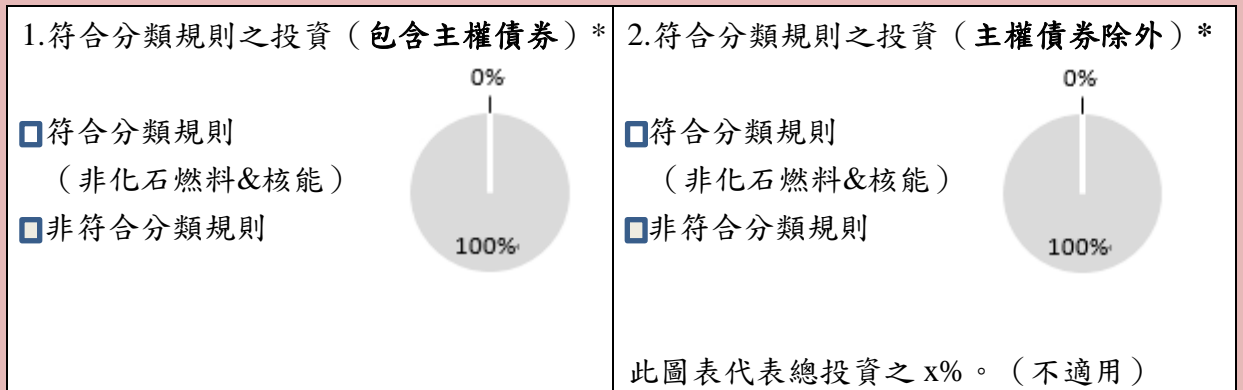 1.符合分類規則之投資（包含主權債券）*
0%
符合分類規則
（非化石燃料&核能）
非符合分類規則
100%
2.符合分類規則之投資（主權債券除外）*
0%
符合分類規則
（非化石燃料&核能）
非符合分類規則
100%
此圖表代表總投資之 x%。（不適用）